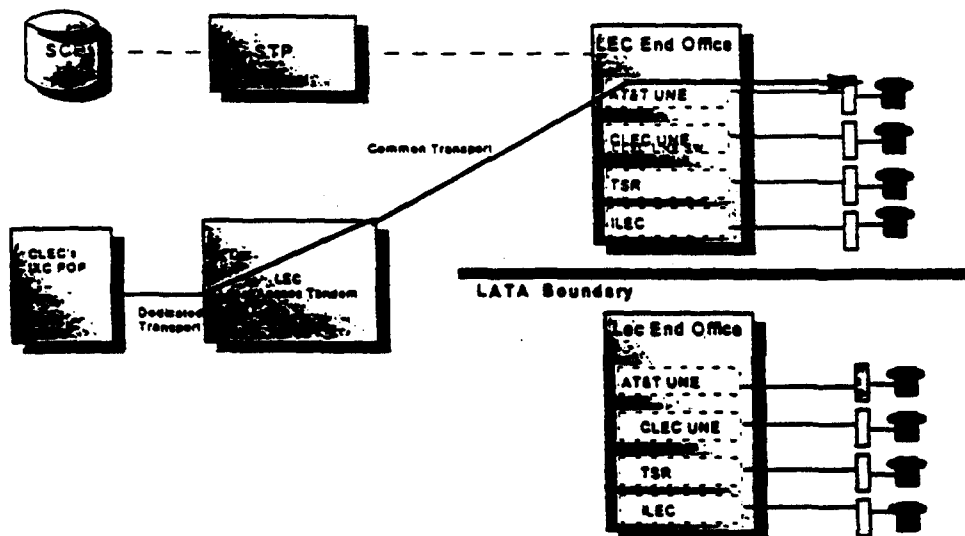 SCP
STP
LEC End Office
AT&T UNE
CLEC UNE
TSR
ILEC
Common Transport
CLEC's
IXC POP
LEC
Access Tandem
Dedicated
Transport
LATA Boundary
Lec End Office
AT&T UNE
CLEC UNE
TSR
ILEC